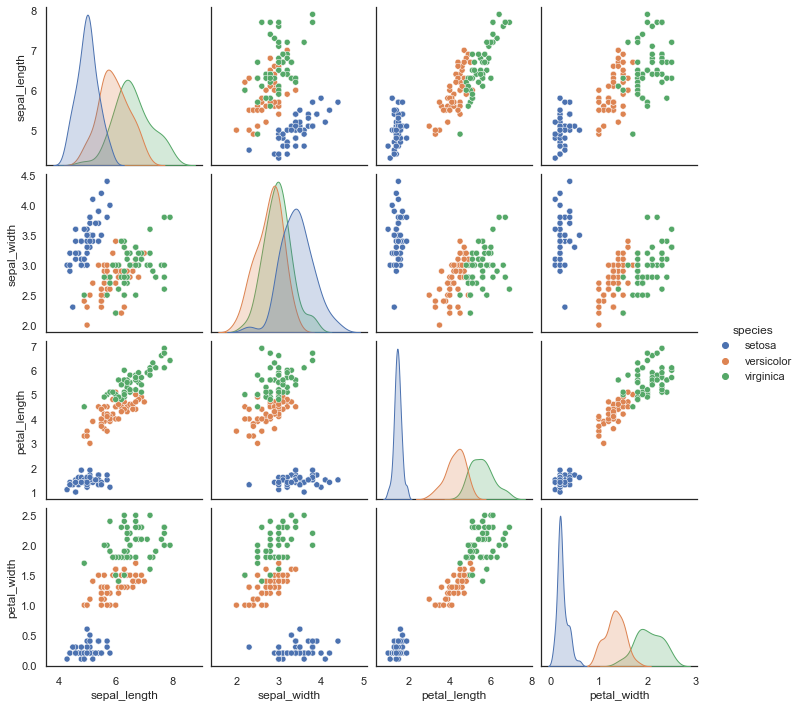 sepal_length
8
7
6
5
sepal_width
4.5
4.0
3.5
3.0
2.5
2.0
petal_length
7
6
5
4
3
2
1
petal_width
2.5
2.0
1.5
1.0
0.5
0.0
4 6 8
sepal_length
2 3 4 5
sepal_width
2 4 6 8
petal_length
0 1 2 3
petal_width
species
setosa
versicolor
virginica